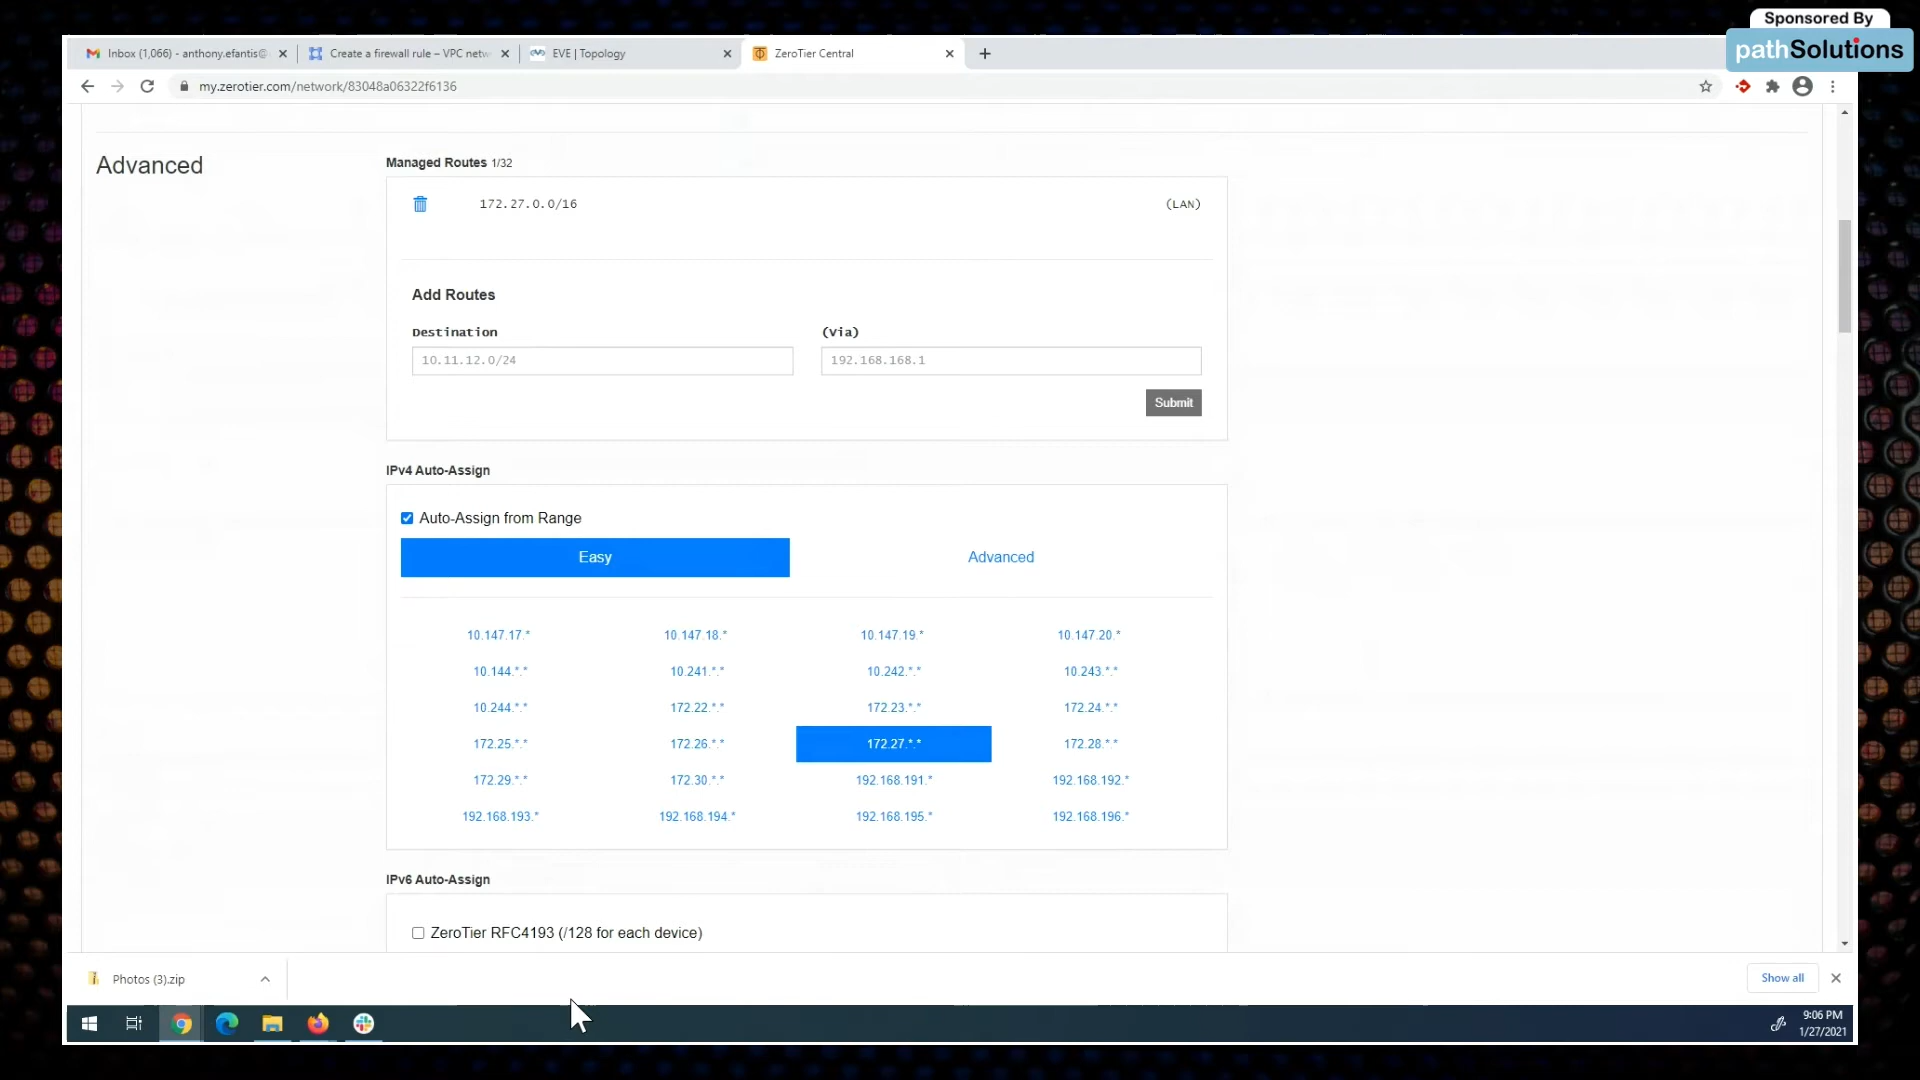 Sponsored By
pathSolutions
Inbox (1,066) - anthony.efantis@
Create a firewall rule – VPC netw
EVE | Topology
ZeroTier Central
my.zerotier.com/network/83048a06322f6136
Advanced
Managed Routes 1/32
172.27.0.0/16 (LAN)
Add Routes
Destination (Via)
10.11.12.0/24 192.168.168.1
Submit
IPv4 Auto-Assign
Auto-Assign from Range
Easy Advanced
10.147.17.* 10.147.18.* 10.147.19.* 10.147.20.*
10.144.*.* 10.241.*.* 10.242.*.* 10.243.*.*
10.244.*.* 172.22.*.* 172.23.*.* 172.24.*.*
172.25.*.* 172.26.*.* 172.27.*.* 172.28.*.*
172.29.*.* 172.30.*.* 192.168.191.* 192.168.192.*
192.168.193.* 192.168.194.* 192.168.195.* 192.168.196.*
IPv6 Auto-Assign
ZeroTier RFC4193 (/128 for each device)
Photos (3).zip
Show all
9:06 PM
1/27/2021